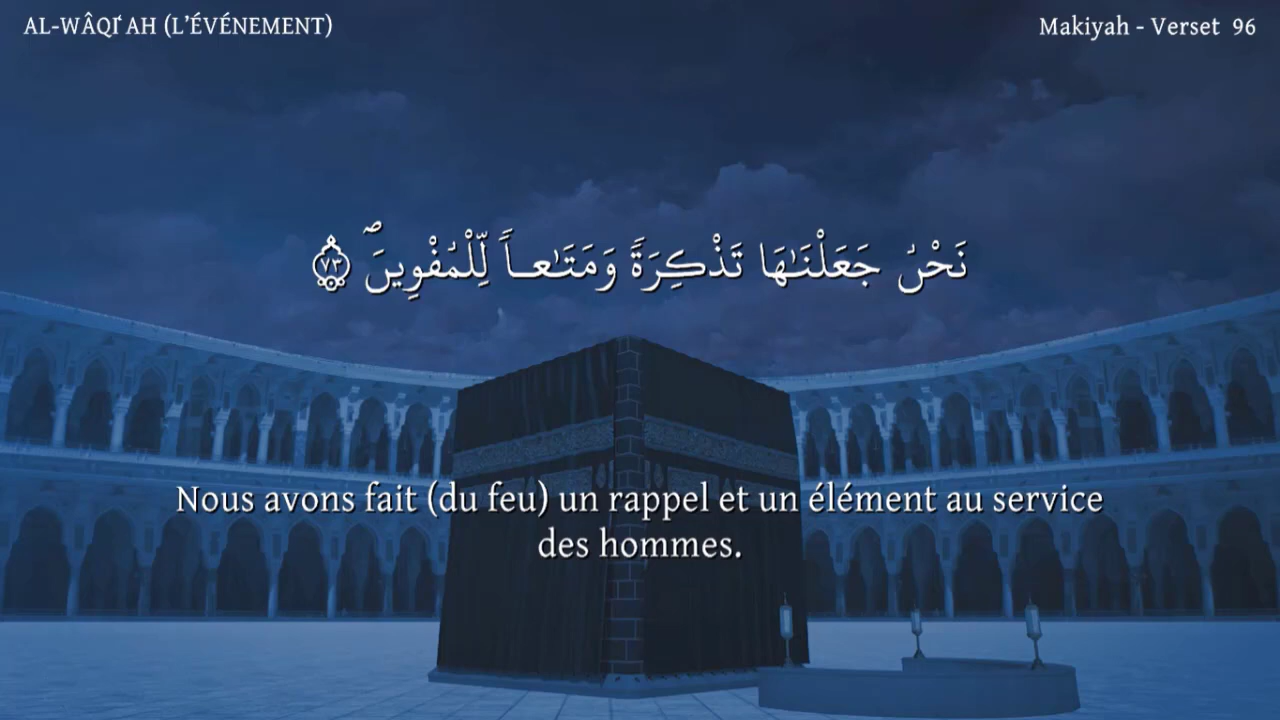 AL-WÂQI'AH (L'ÉVÉNEMENT)
Makiyah - Verset 96
نَحْنُ جَعَلْنَٰهَا تَذْكِرَةً وَمَتَٰعاً لِّلْمُقْوِينَۖ ٧٣
Nous avons fait (du feu) un rappel et un élément au service
des hommes.